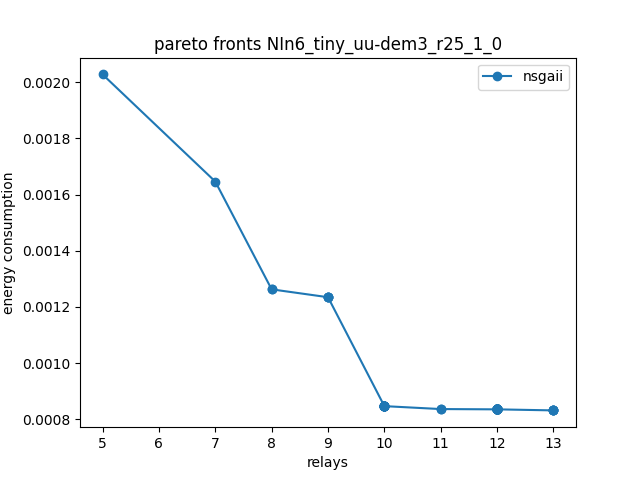 pareto fronts NIn6_tiny_uu-dem3_r25_1_0
nsgaii
energy consumption
0.0020
0.0018
0.0016
0.0014
0.0012
0.0010
0.0008
5 6 7 8 9 10 11 12 13
relays